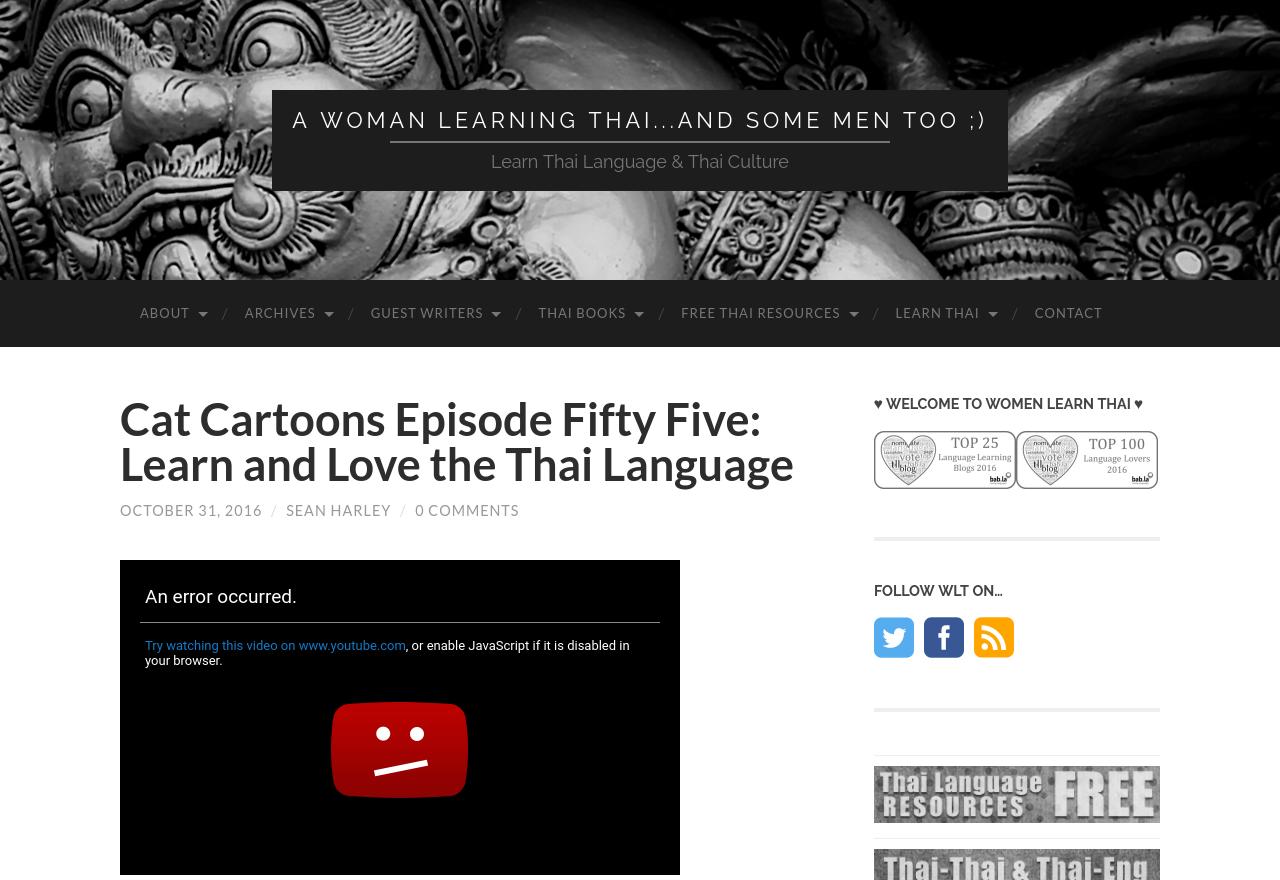 A WOMAN LEARNING THAI...AND SOME MEN TOO ;)
Learn Thai Language & Thai Culture
ABOUT / ARCHIVES / GUEST WRITERS / THAI BOOKS / FREE THAI RESOURCES / LEARN THAI / CONTACT
Cat Cartoons Episode Fifty Five:
Learn and Love the Thai Language
OCTOBER 31, 2016 / SEAN HARLEY / 0 COMMENTS
An error occurred.
Try watching this video on www.youtube.com, or enable JavaScript if it is disabled in
your browser.
♥ WELCOME TO WOMEN LEARN THAI ♥
TOP 25
Language Learning
Blogs 2016
bab.la
TOP 100
Language Lovers
2016
bab.la
FOLLOW WLT ON...
Thai Language
RESOURCES FREE
Thai-Thai & Thai-Eng